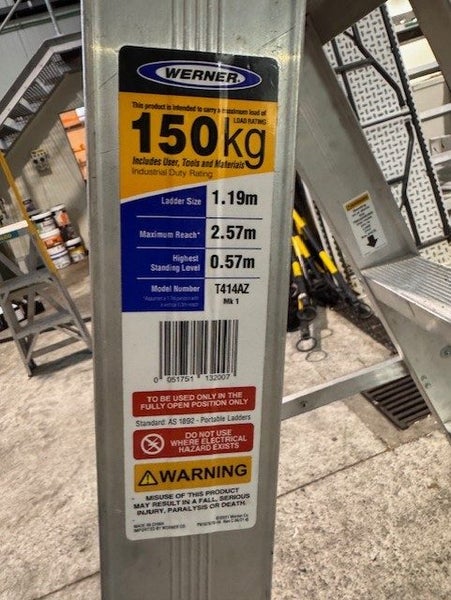 WERNER
This product is intended to carry a maximum load of
150kg
LOAD RATING
Includes User, Tools and Materials
Industrial Duty Rating
Ladder Size 1.19m
Maximum Reach* 2.57m
Highest
Standing Level 0.57m
Model Number T414AZ
Mk 1
0 051751 132007
TO BE USED ONLY IN THE
FULLY OPEN POSITION ONLY
Standard: AS 1892 - Portable Ladders
DO NOT USE
WHERE ELECTRICAL
HAZARD EXISTS
WARNING
MISUSE OF THIS PRODUCT
MAY RESULT IN A FALL, SERIOUS
INJURY, PARALYSIS OR DEATH.
MADE IN CHINA
IMPORTED BY WERNER CO.